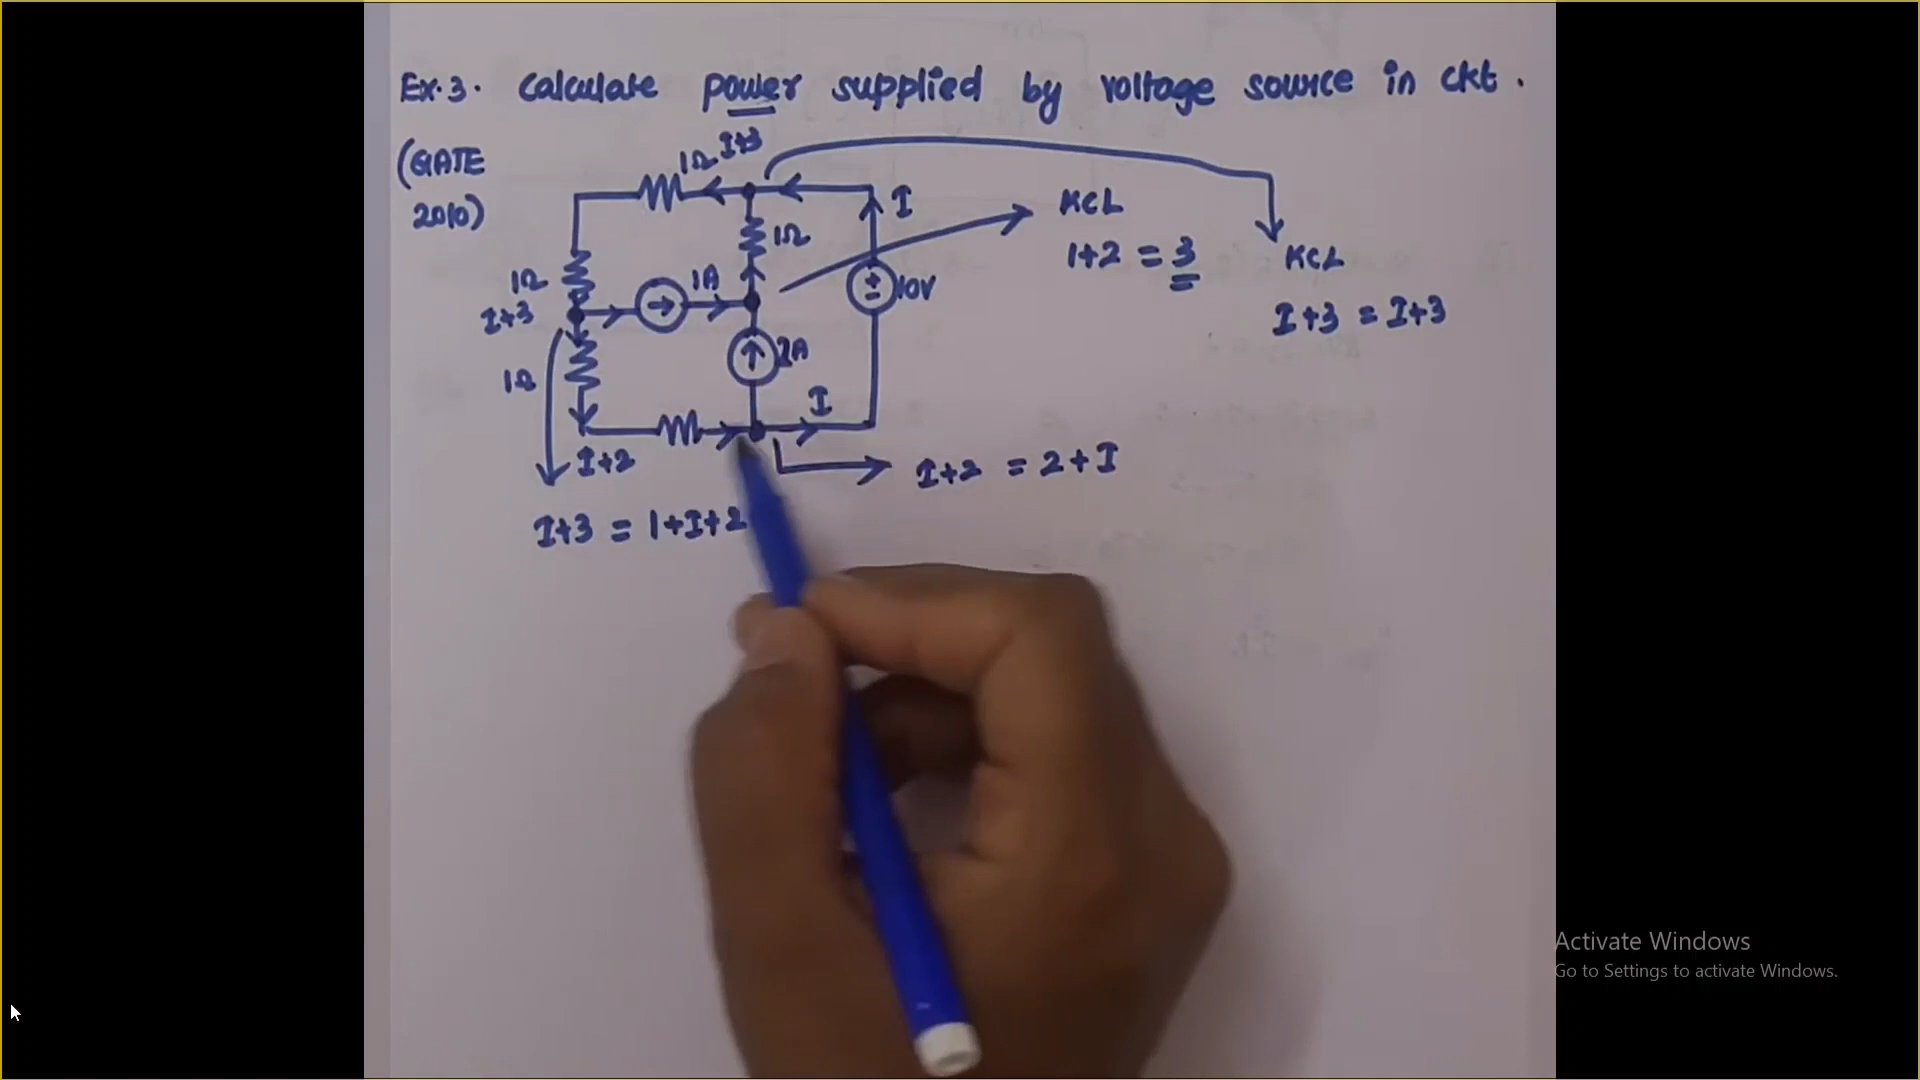 Ex.3. Calculate power supplied by voltage source in ckt.
(GATE
2010)
1Ω I+3
I
KCL
1+2 = 3
KCL
I+3 = I+3
1Ω
1Ω
1A
10V
I+3
1Ω
2A
I
I+2
I+2 = 2+I
I+3 = 1+I+2
Activate Windows
Go to Settings to activate Windows.